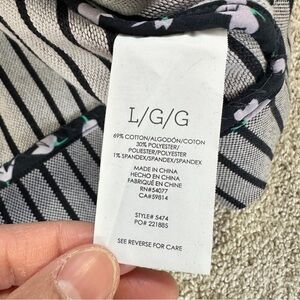 L/G/G
69% COTTON/ALGODÓN/COTON
30% POLYESTER/
POLIÉSTER/POLYESTER
1% SPANDEX/SPANDEX/SPANDEX
MADE IN CHINA
HECHO EN CHINA
FABRIQUÉ EN CHINE
RN#54077
CA#59814
STYLE# S474
PO# 221885
SEE REVERSE FOR CARE